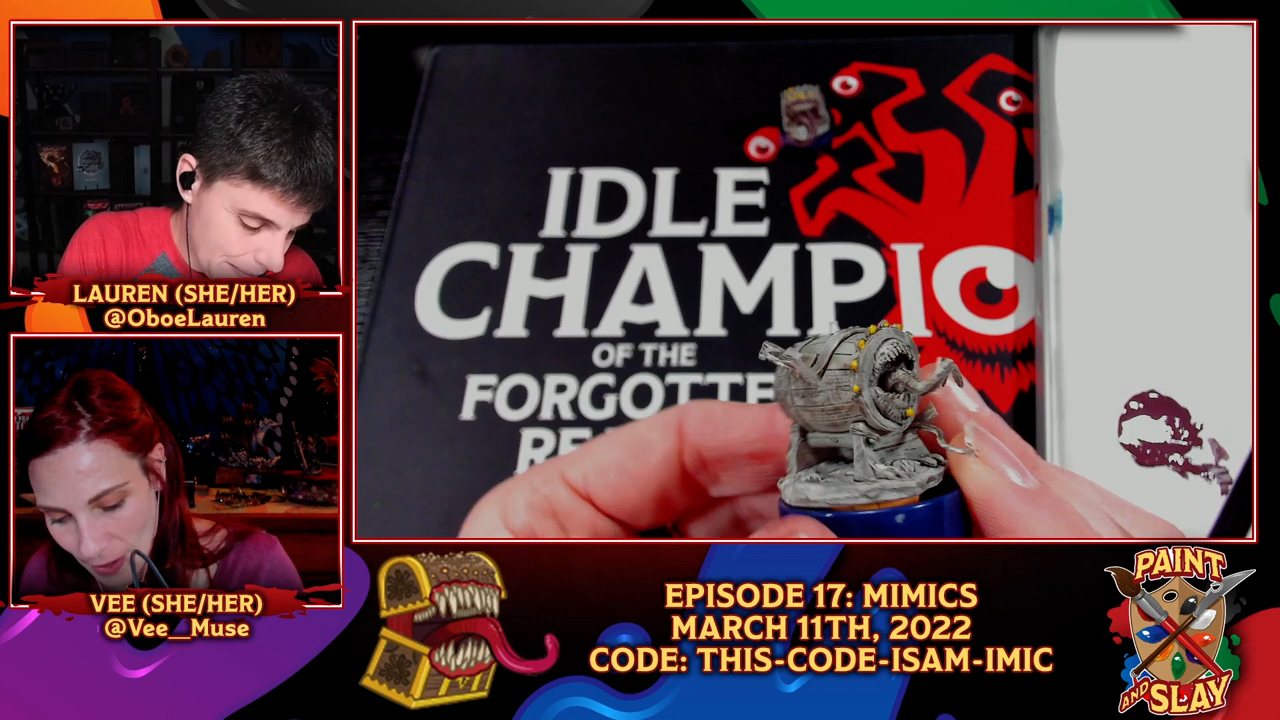 LAUREN (SHE/HER)
@OboeLauren
VEE (SHE/HER)
@Vee__Muse
IDLE
CHAMPIO
OF THE
FORGOTTE
RE
EPISODE 17: MIMICS
MARCH 11TH, 2022
CODE: THIS-CODE-ISAM-IMIC
PAINT
AND SLAY